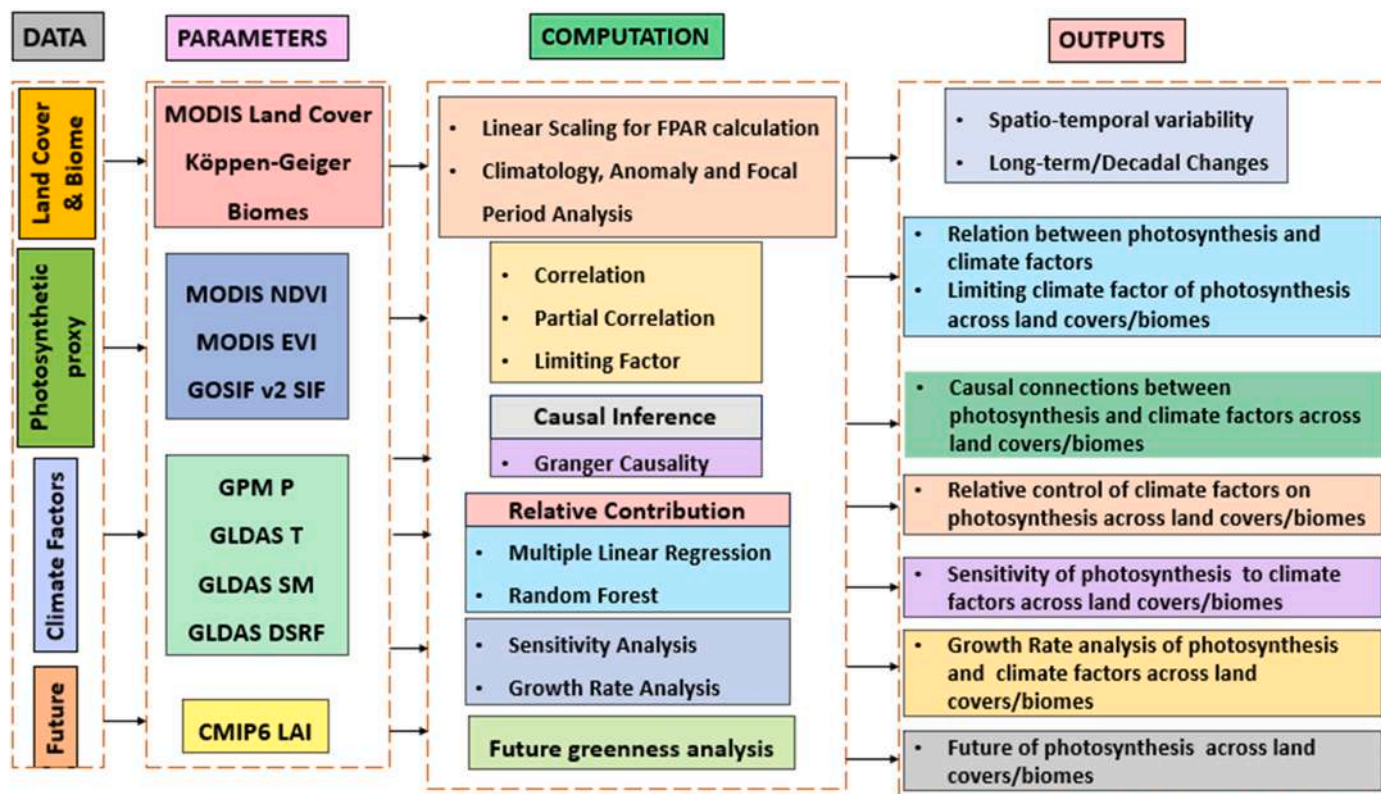 DATA
PARAMETERS
COMPUTATION
OUTPUTS
Land Cover
& Biome
Photosynthetic
proxy
Climate Factors
Future
MODIS Land Cover
Köppen-Geiger
Biomes
MODIS NDVI
MODIS EVI
GOSIF v2 SIF
GPM P
GLDAS T
GLDAS SM
GLDAS DSRF
CMIP6 LAI
• Linear Scaling for FPAR calculation
• Climatology, Anomaly and Focal
Period Analysis
• Correlation
• Partial Correlation
• Limiting Factor
Causal Inference
• Granger Causality
Relative Contribution
• Multiple Linear Regression
• Random Forest
• Sensitivity Analysis
• Growth Rate Analysis
Future greenness analysis
• Spatio-temporal variability
• Long-term/Decadal Changes
• Relation between photosynthesis and
climate factors
• Limiting climate factor of photosynthesis
across land covers/biomes
• Causal connections between
photosynthesis and climate factors across
land covers/biomes
• Relative control of climate factors on
photosynthesis across land covers/biomes
• Sensitivity of photosynthesis to climate
factors across land covers/biomes
• Growth Rate analysis of photosynthesis
and climate factors across land
covers/biomes
• Future of photosynthesis across land
covers/biomes